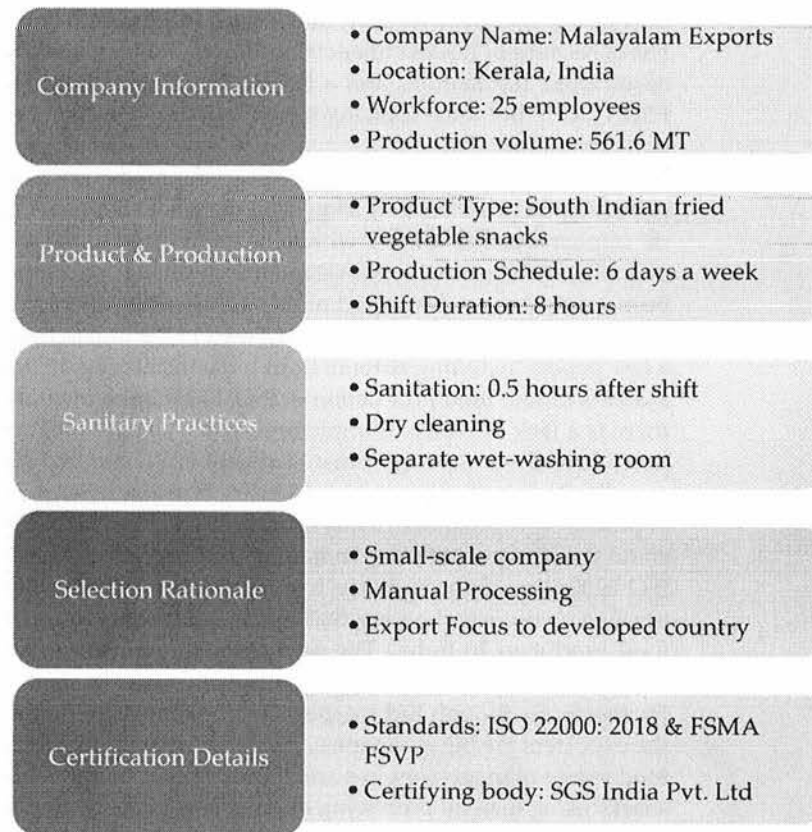 Company Information
• Company Name: Malayalam Exports
• Location: Kerala, India
• Workforce: 25 employees
• Production volume: 561.6 MT
Product & Production
• Product Type: South Indian fried
vegetable snacks
• Production Schedule: 6 days a week
• Shift Duration: 8 hours
Sanitary Practices
• Sanitation: 0.5 hours after shift
• Dry cleaning
• Separate wet-washing room
Selection Rationale
• Small-scale company
• Manual Processing
• Export Focus to developed country
Certification Details
• Standards: ISO 22000: 2018 & FSMA
FSVP
• Certifying body: SGS India Pvt. Ltd